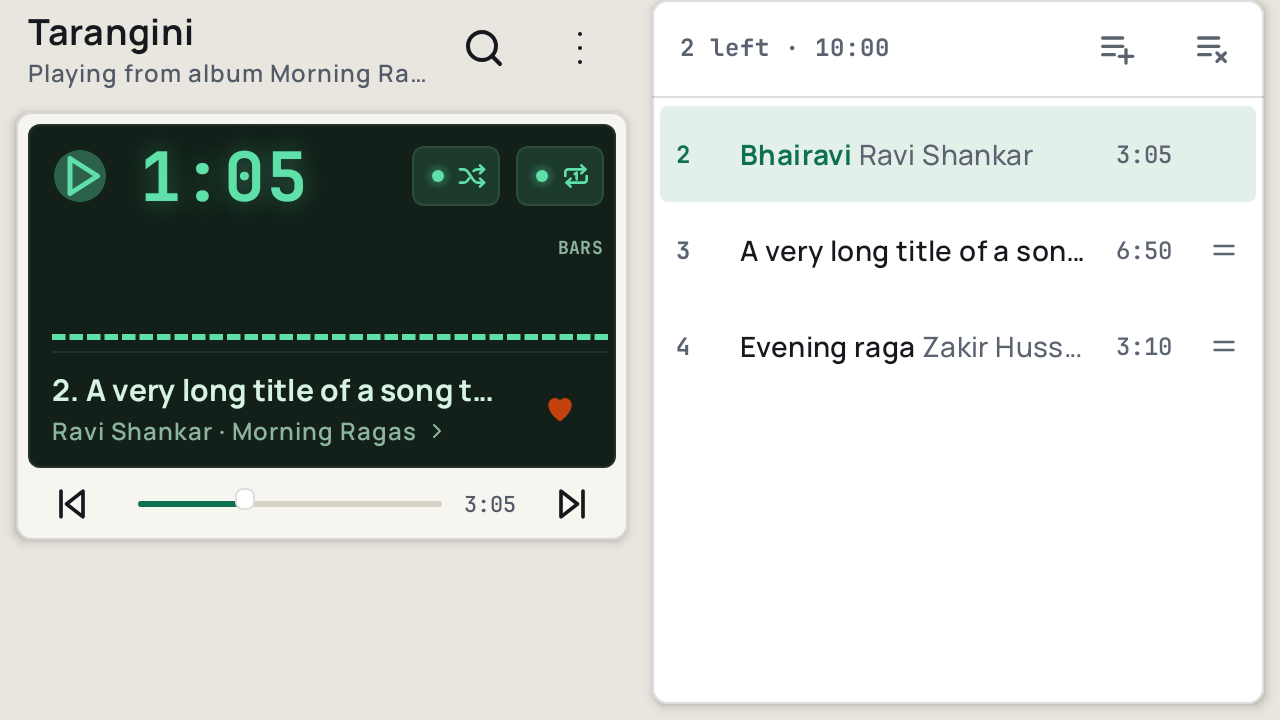 Tarangini
Playing from album Morning Ra…
1:05
1
BARS
2. A very long title of a song t…
Ravi Shankar · Morning Ragas
3:05
2 left · 10:00
2 Bhairavi Ravi Shankar 3:05
3 A very long title of a son… 6:50
4 Evening raga Zakir Huss… 3:10